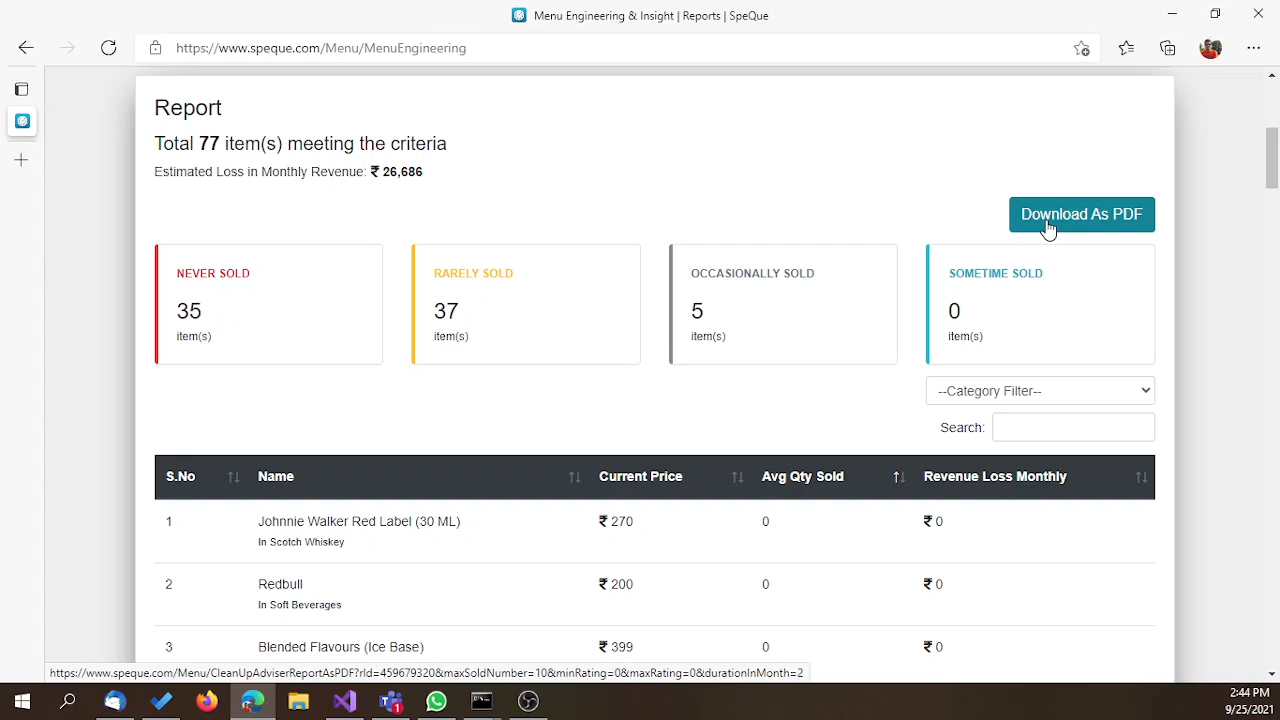 Menu Engineering & Insight | Reports | SpeQue
https://www.speque.com/Menu/MenuEngineering
Report
Total 77 item(s) meeting the criteria
Estimated Loss in Monthly Revenue: ₹ 26,686
Download As PDF
NEVER SOLD
35
item(s)
RARELY SOLD
37
item(s)
OCCASIONALLY SOLD
5
item(s)
SOMETIME SOLD
0
item(s)
--Category Filter--
Search:
S.No Name Current Price Avg Qty Sold Revenue Loss Monthly
1 Johnnie Walker Red Label (30 ML) ₹ 270 0 ₹ 0
In Scotch Whiskey
2 Redbull ₹ 200 0 ₹ 0
In Soft Beverages
3 Blended Flavours (Ice Base) ₹ 399 0 ₹ 0
https://www.speque.com/Menu/CleanUpAdviserReportAsPDF?rId=459679320&maxSoldNumber=10&minRating=0&maxRating=0&durationInMonth=2
1
2:44 PM
9/25/2021